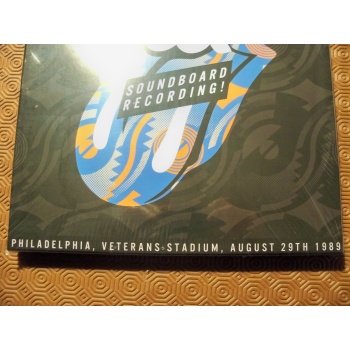 SOUNDBOARD
RECORDING!
PHILADELPHIA, VETERANS STADIUM, AUGUST 29TH 1989